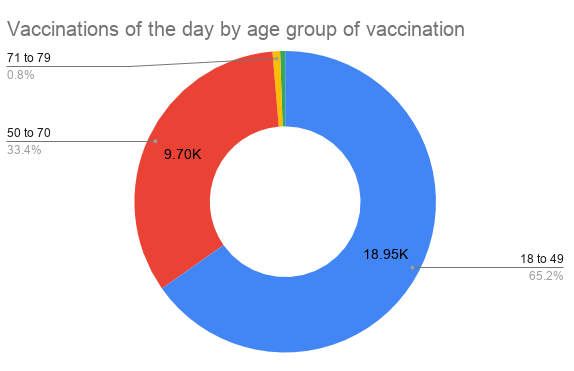 Vaccinations of the day by age group of vaccination
71 to 79
0.8%
50 to 70
33.4%
9.70K
18.95K
18 to 49
65.2%